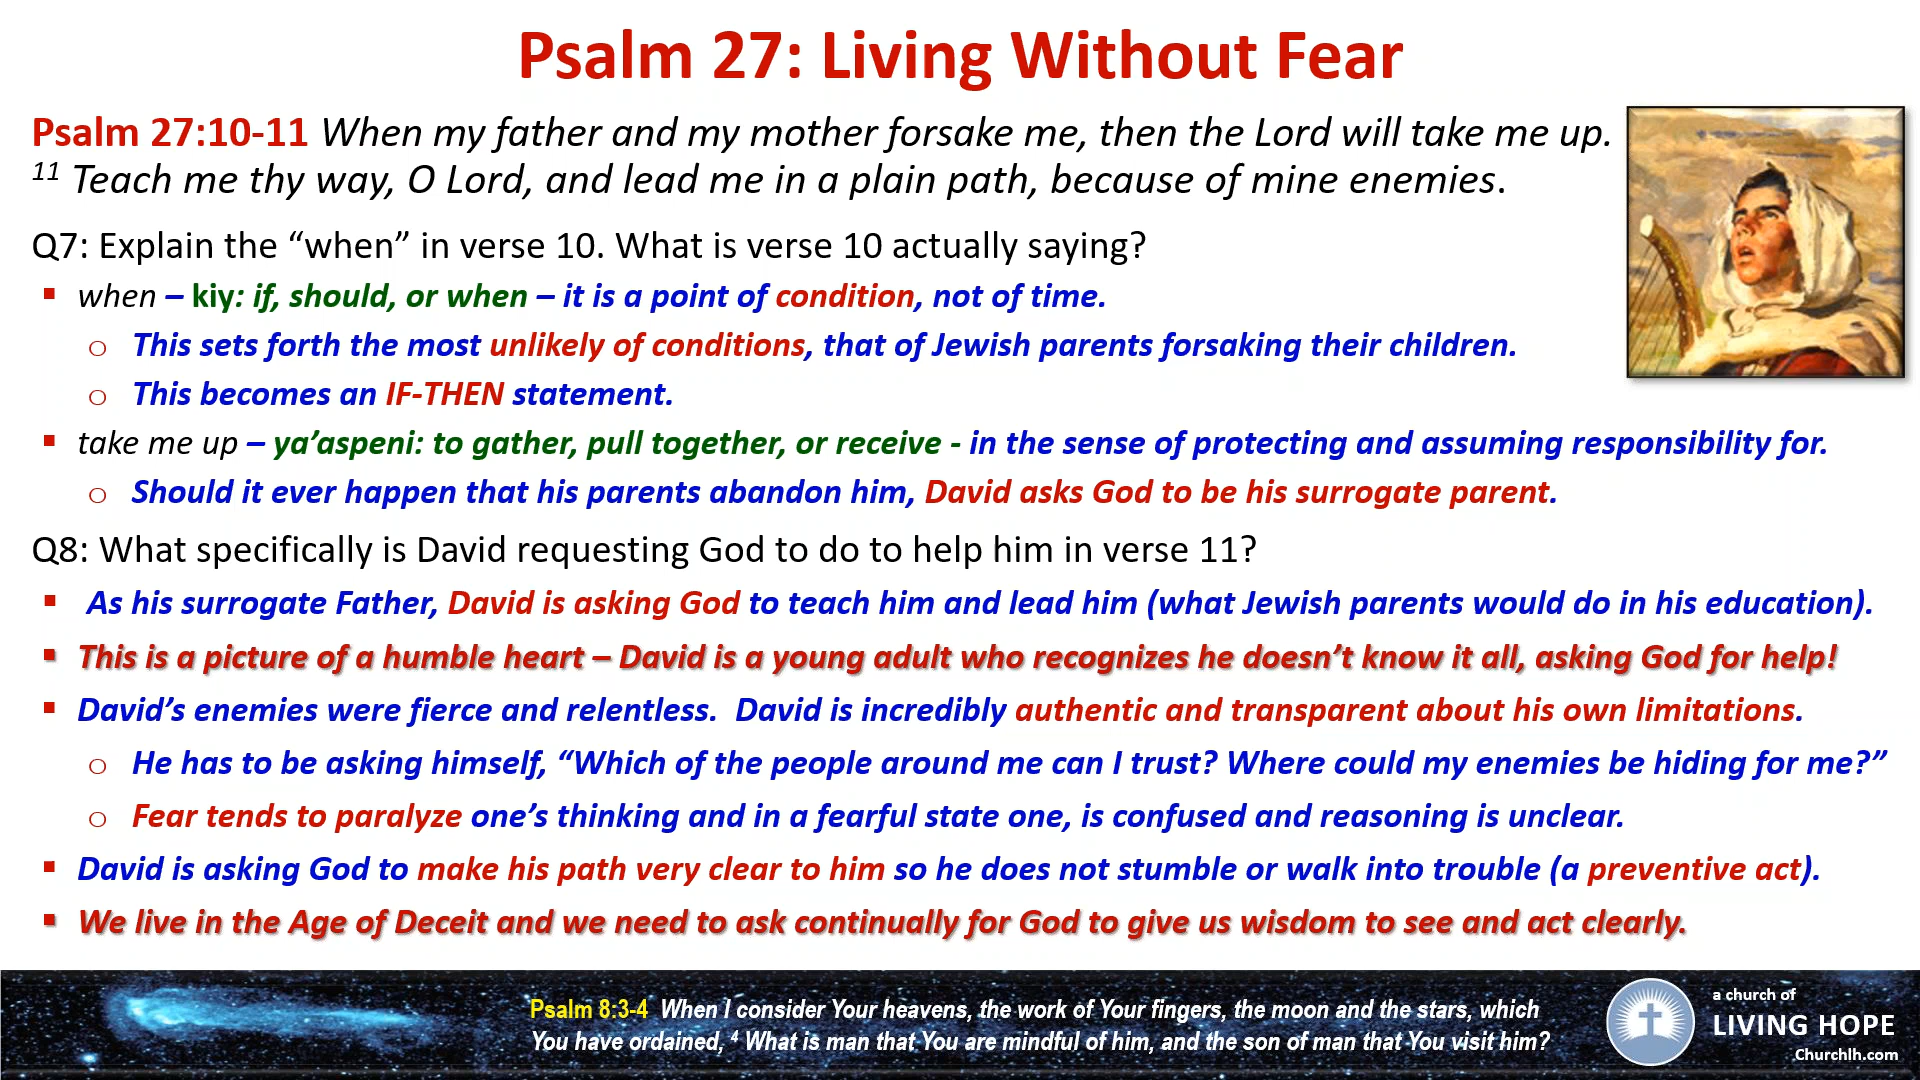 Psalm 27: Living Without Fear
Psalm 27:10-11 When my father and my mother forsake me, then the Lord will take me up.
11 Teach me thy way, O Lord, and lead me in a plain path, because of mine enemies.
Q7: Explain the “when” in verse 10. What is verse 10 actually saying?
▪ when – kiy: if, should, or when – it is a point of condition, not of time.
o This sets forth the most unlikely of conditions, that of Jewish parents forsaking their children.
o This becomes an IF-THEN statement.
▪ take me up – ya’aspeni: to gather, pull together, or receive - in the sense of protecting and assuming responsibility for.
o Should it ever happen that his parents abandon him, David asks God to be his surrogate parent.
Q8: What specifically is David requesting God to do to help him in verse 11?
▪ As his surrogate Father, David is asking God to teach him and lead him (what Jewish parents would do in his education).
▪ This is a picture of a humble heart – David is a young adult who recognizes he doesn’t know it all, asking God for help!
▪ David’s enemies were fierce and relentless. David is incredibly authentic and transparent about his own limitations.
o He has to be asking himself, “Which of the people around me can I trust? Where could my enemies be hiding for me?”
o Fear tends to paralyze one’s thinking and in a fearful state one, is confused and reasoning is unclear.
▪ David is asking God to make his path very clear to him so he does not stumble or walk into trouble (a preventive act).
▪ We live in the Age of Deceit and we need to ask continually for God to give us wisdom to see and act clearly.
Psalm 8:3-4 When I consider Your heavens, the work of Your fingers, the moon and the stars, which
You have ordained, 4 What is man that You are mindful of him, and the son of man that You visit him?
a church of
LIVING HOPE
Churchlh.com